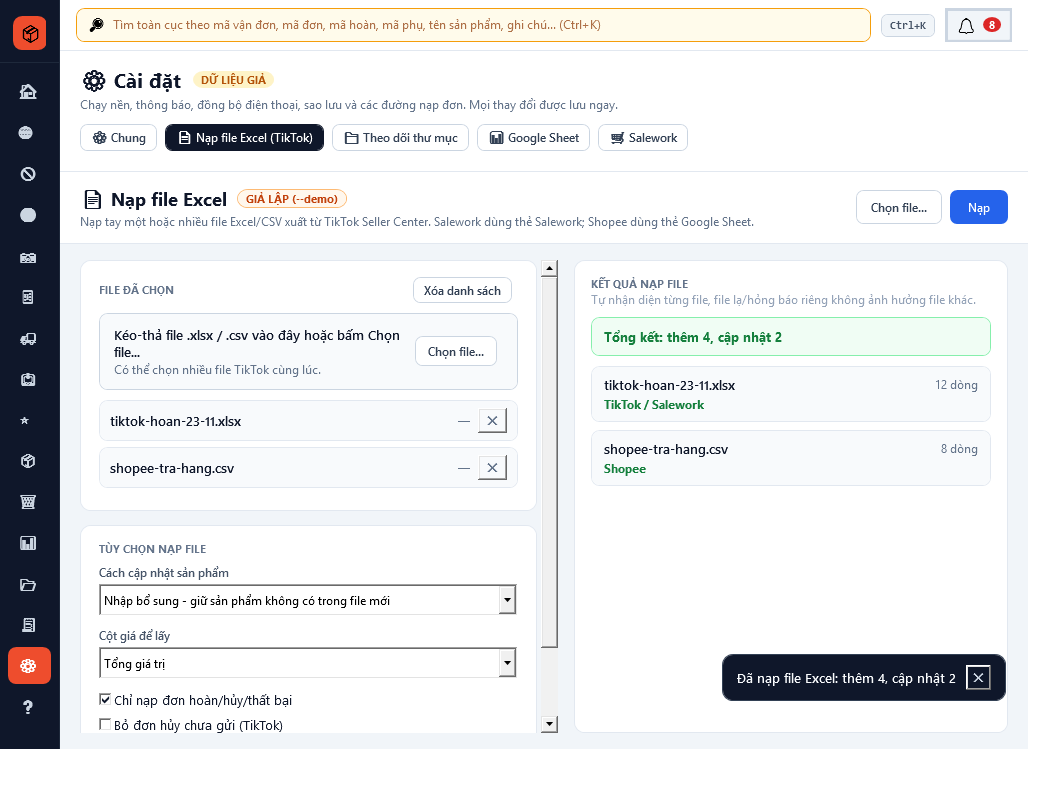 Tìm toàn cục theo mã vận đơn, mã đơn, mã hoàn, mã phụ, tên sản phẩm, ghi chú... (Ctrl+K)
Ctrl+K
8
Cài đặt
DỮ LIỆU GIẢ
Chạy nền, thông báo, đồng bộ điện thoại, sao lưu và các đường nạp đơn. Mọi thay đổi được lưu ngay.
Chung
Nạp file Excel (TikTok)
Theo dõi thư mục
Google Sheet
Salework
Nạp file Excel
GIẢ LẬP (--demo)
Nạp tay một hoặc nhiều file Excel/CSV xuất từ TikTok Seller Center. Salework dùng thẻ Salework; Shopee dùng thẻ Google Sheet.
Chọn file...
Nạp
FILE ĐÃ CHỌN
Xóa danh sách
Kéo-thả file .xlsx / .csv vào đây hoặc bấm Chọn
file...
Có thể chọn nhiều file TikTok cùng lúc.
Chọn file...
tiktok-hoan-23-11.xlsx
—
shopee-tra-hang.csv
—
TÙY CHỌN NẠP FILE
Cách cập nhật sản phẩm
Nhập bổ sung - giữ sản phẩm không có trong file mới
Cột giá để lấy
Tổng giá trị
Chỉ nạp đơn hoàn/hủy/thất bại
Bỏ đơn hủy chưa gửi (TikTok)
KẾT QUẢ NẠP FILE
Tự nhận diện từng file, file lạ/hỏng báo riêng không ảnh hưởng file khác.
Tổng kết: thêm 4, cập nhật 2
tiktok-hoan-23-11.xlsx
12 dòng
TikTok / Salework
shopee-tra-hang.csv
8 dòng
Shopee
Đã nạp file Excel: thêm 4, cập nhật 2
?